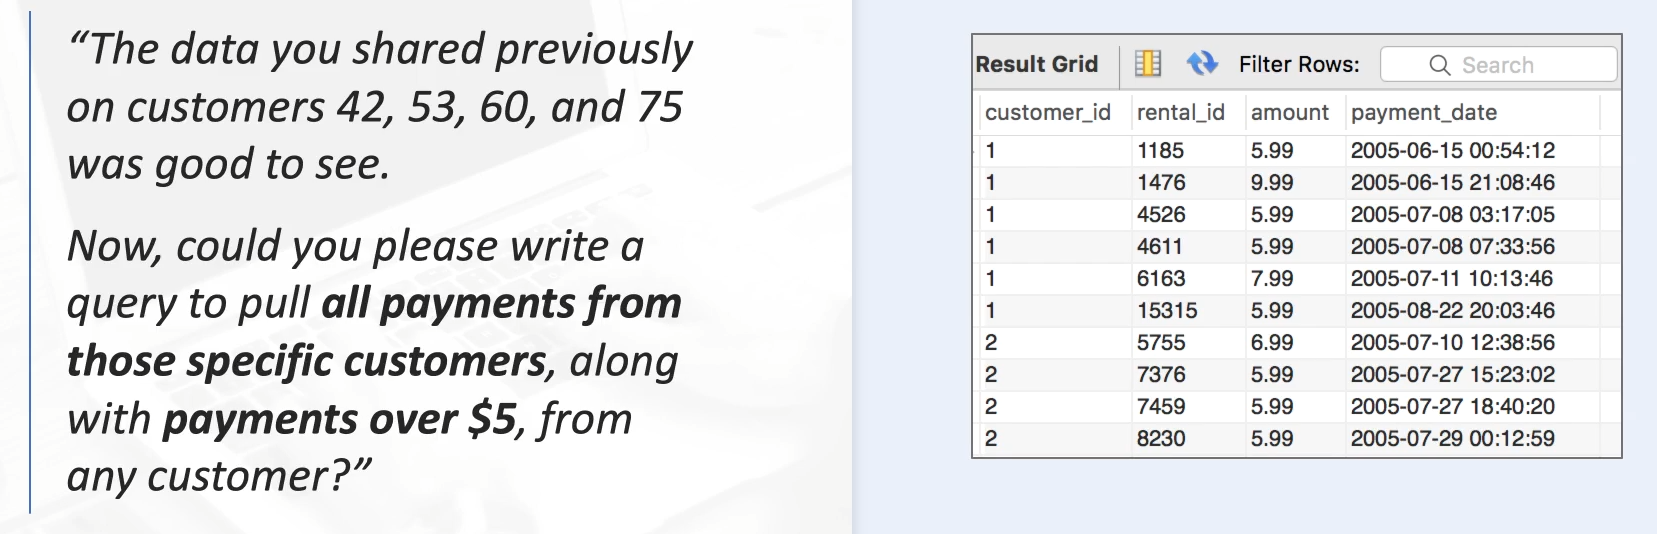 “The data you shared previously
on customers 42, 53, 60, and 75
was good to see.
Now, could you please write a
query to pull all payments from
those specific customers, along
with payments over $5, from
any customer?”
Result Grid Filter Rows: Search
customer_id rental_id amount payment_date
1 1185 5.99 2005-06-15 00:54:12
1 1476 9.99 2005-06-15 21:08:46
1 4526 5.99 2005-07-08 03:17:05
1 4611 5.99 2005-07-08 07:33:56
1 6163 7.99 2005-07-11 10:13:46
1 15315 5.99 2005-08-22 20:03:46
2 5755 6.99 2005-07-10 12:38:56
2 7376 5.99 2005-07-27 15:23:02
2 7459 5.99 2005-07-27 18:40:20
2 8230 5.99 2005-07-29 00:12:59